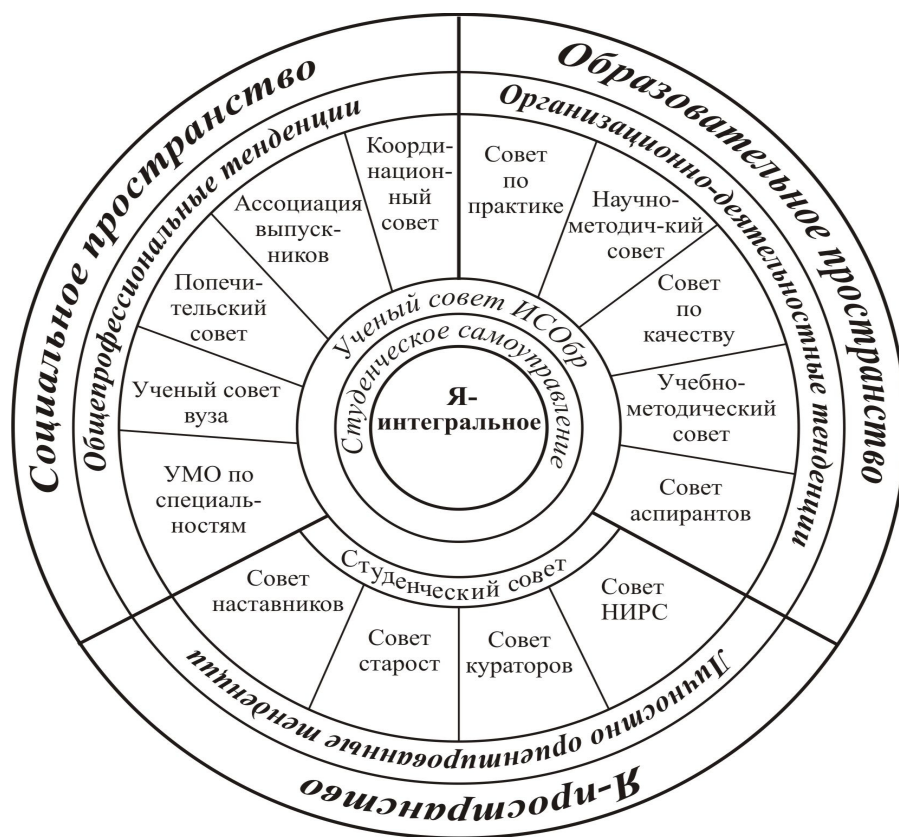 Социальное пространство
Образовательное пространство
Общепрофессиональные тенденции
Организационно-деятельностные тенденции
Коорди-
национ-
ный
совет
Ассоциация
выпуск-
ников
Попечи-
тельский
совет
Ученый совет
вуза
УМО по
специаль-
ностям
Совет
по
практике
Научно-
методич-кий
совет
Совет
по
качеству
Учебно-
методический
совет
Совет
аспирантов
Ученый совет ИСОбр
Студенческое самоуправление
Я-
интегральное
Студенческий совет
Совет
наставников
Совет
старост
Совет
кураторов
Совет
НИРС
Личностно ориентированные тенденции
Я-пространство